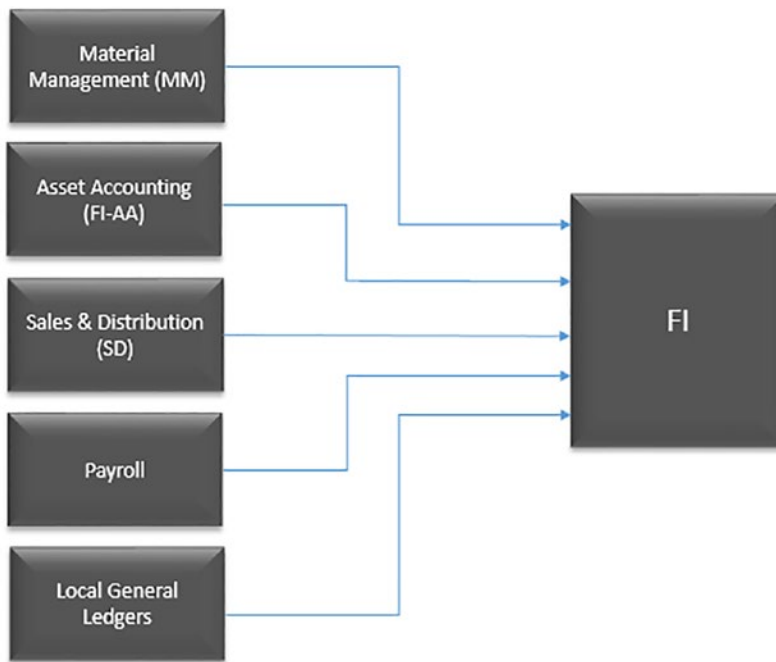 Material
Management (MM)
Asset Accounting
(FI-AA)
Sales & Distribution
(SD)
Payroll
Local General
Ledgers
FI